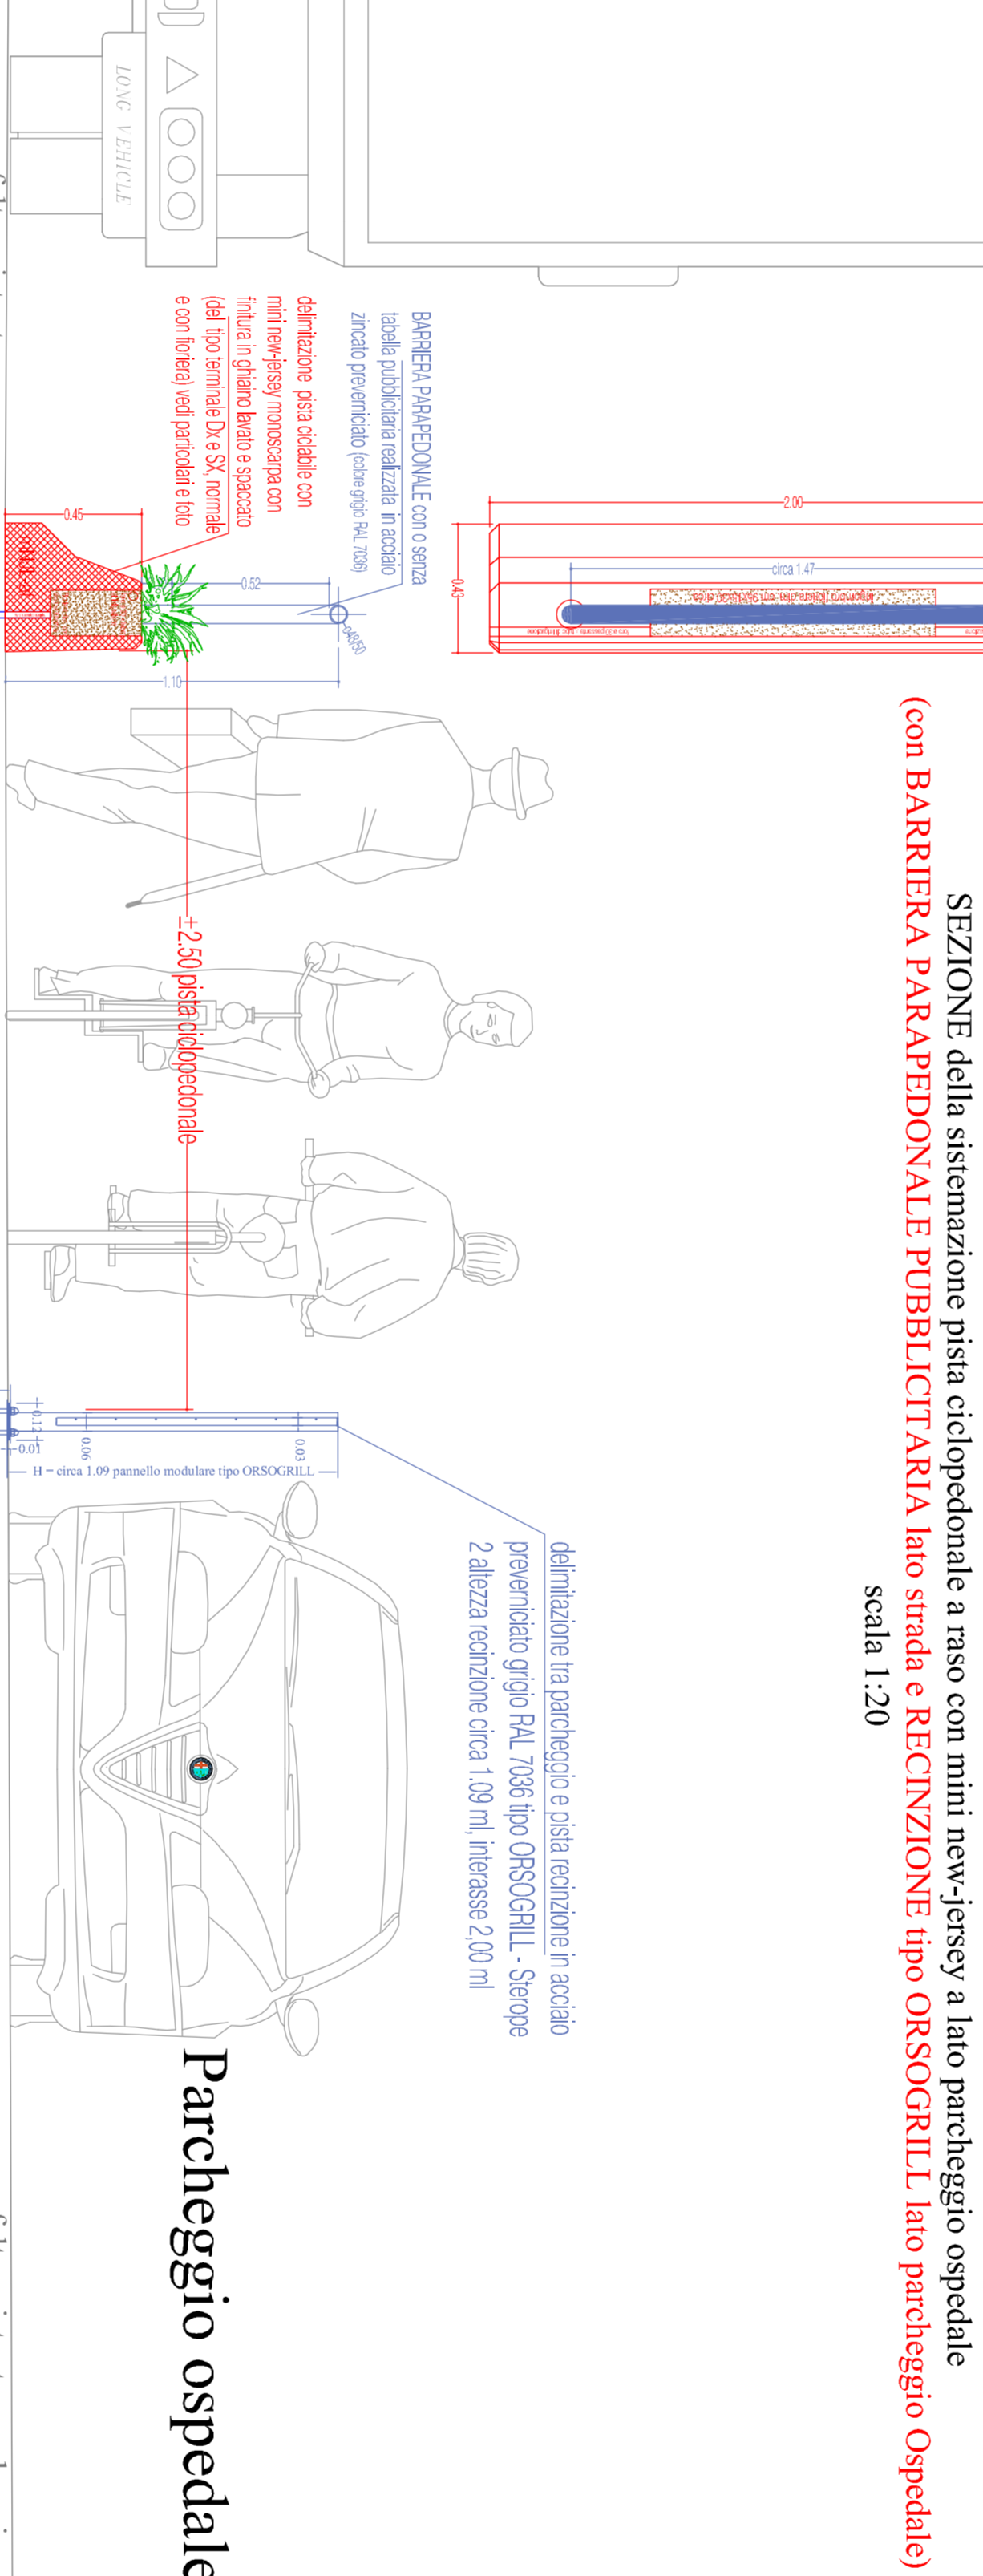 SEZIONE della sistemazione pista ciclopedonale a raso con mini new-jersey a lato parcheggio ospedale
(con BARRIERA PARAPEDONALE PUBBLICITARIA lato strada e RECINZIONE tipo ORSOGRILL lato parcheggio Ospedale)
scala 1:20
2.00
circa 1.47
0.43
BARRIERA PARAPEDONALE con o senza
tabella pubblicitaria realizzata in acciaio
zincato preverniciato (colore grigio RAL 7036)
delimitazione pista ciclabile con
mini new-jersey monoscarpa con
finitura in ghiaino lavato e spaccato
(del tipo terminale Dx e SX, normale
e con fioriera) vedi particolari e foto
LONG VEHICLE
0.45
0.52
1.10
±2.50 pista ciclopedonale
delimitazione tra parcheggio e pista recinzione in acciaio
preverniciato grigio RAL 7036 tipo ORSOGRILL - Sterope
2 altezza recinzione circa 1.09 ml, interasse 2,00 ml
0.03
0.06
0.12
0.01
H = circa 1.09 pannello modulare tipo ORSOGRILL
Parcheggio ospedale